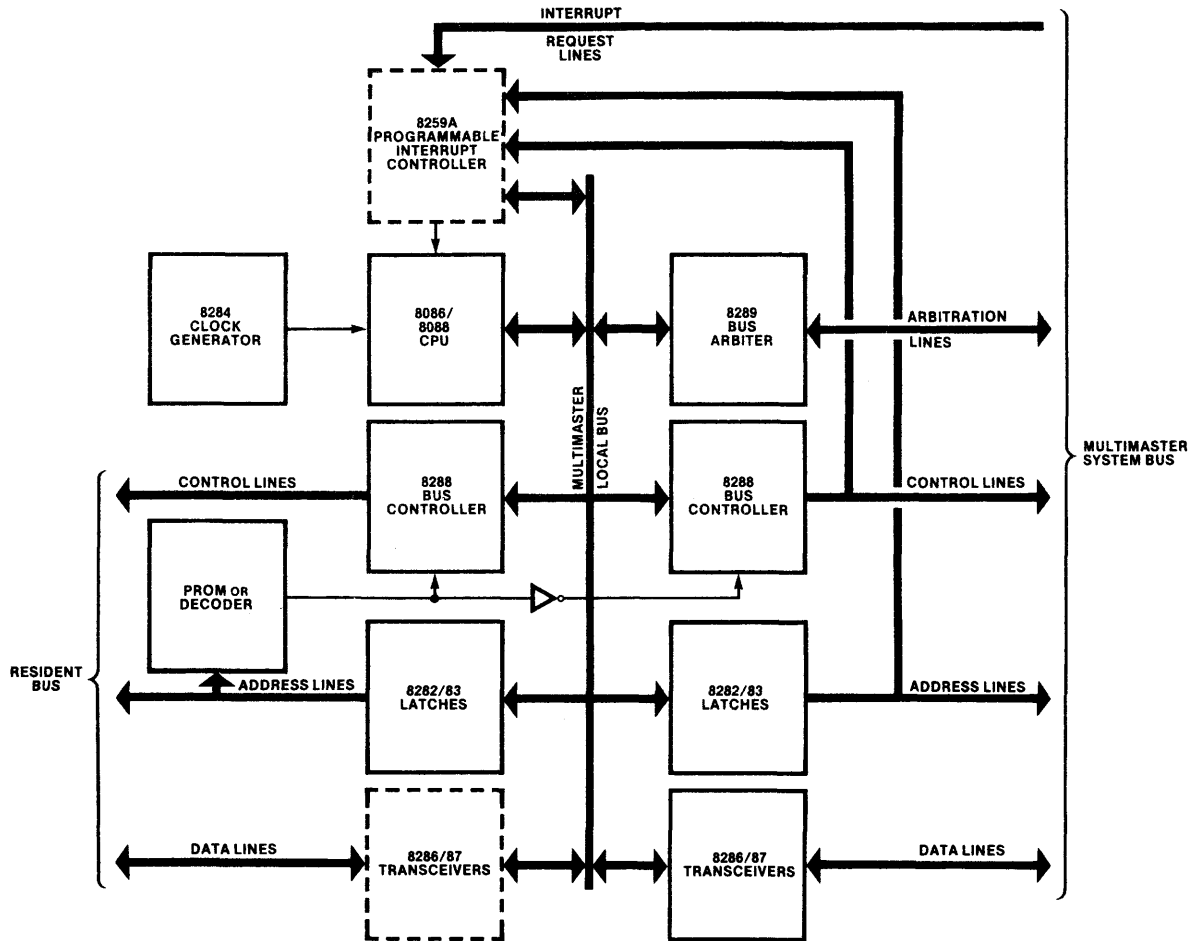 INTERRUPT
REQUEST
LINES
8259A
PROGRAMMABLE
INTERRUPT
CONTROLLER
8284
CLOCK
GENERATOR
8086/
8088
CPU
8289
BUS
ARBITER
ARBITRATION
LINES
MULTIMASTER
LOCAL BUS
MULTIMASTER
SYSTEM BUS
CONTROL LINES
8288
BUS
CONTROLLER
8288
BUS
CONTROLLER
CONTROL LINES
PROM OR
DECODER
RESIDENT
BUS
ADDRESS LINES
8282/83
LATCHES
8282/83
LATCHES
ADDRESS LINES
DATA LINES
8286/87
TRANSCEIVERS
8286/87
TRANSCEIVERS
DATA LINES